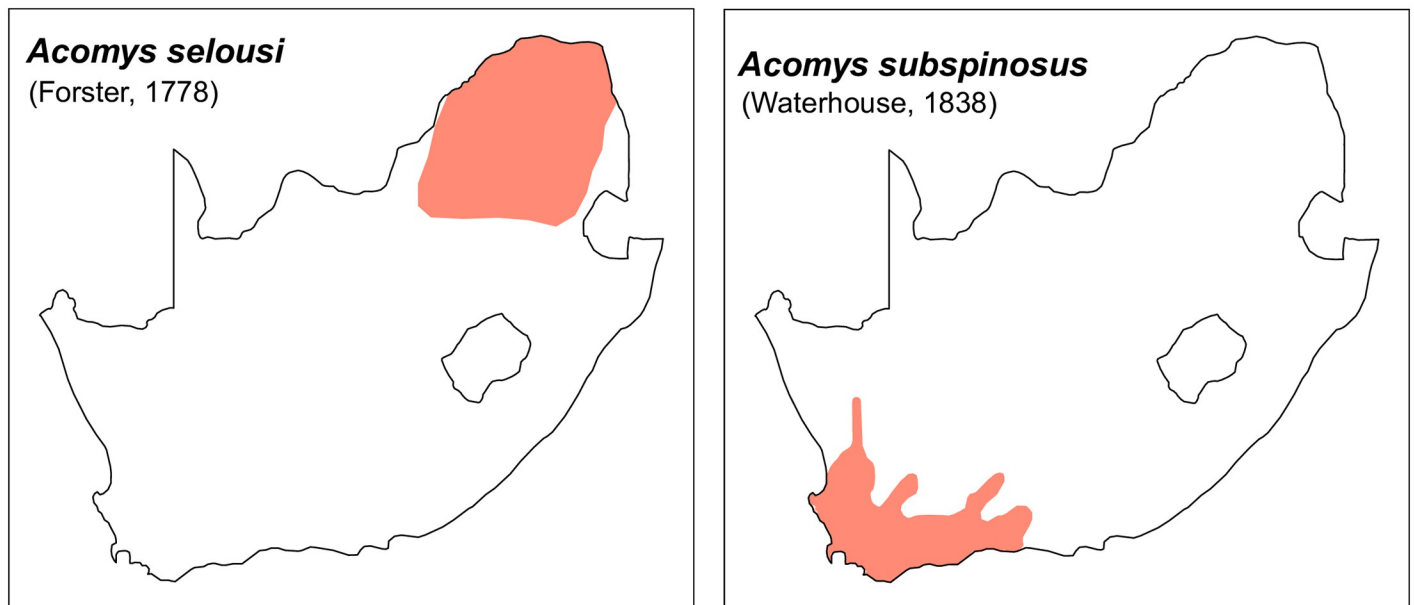 Acomys selousi
(Forster, 1778)
Acomys subspinosus
(Waterhouse, 1838)